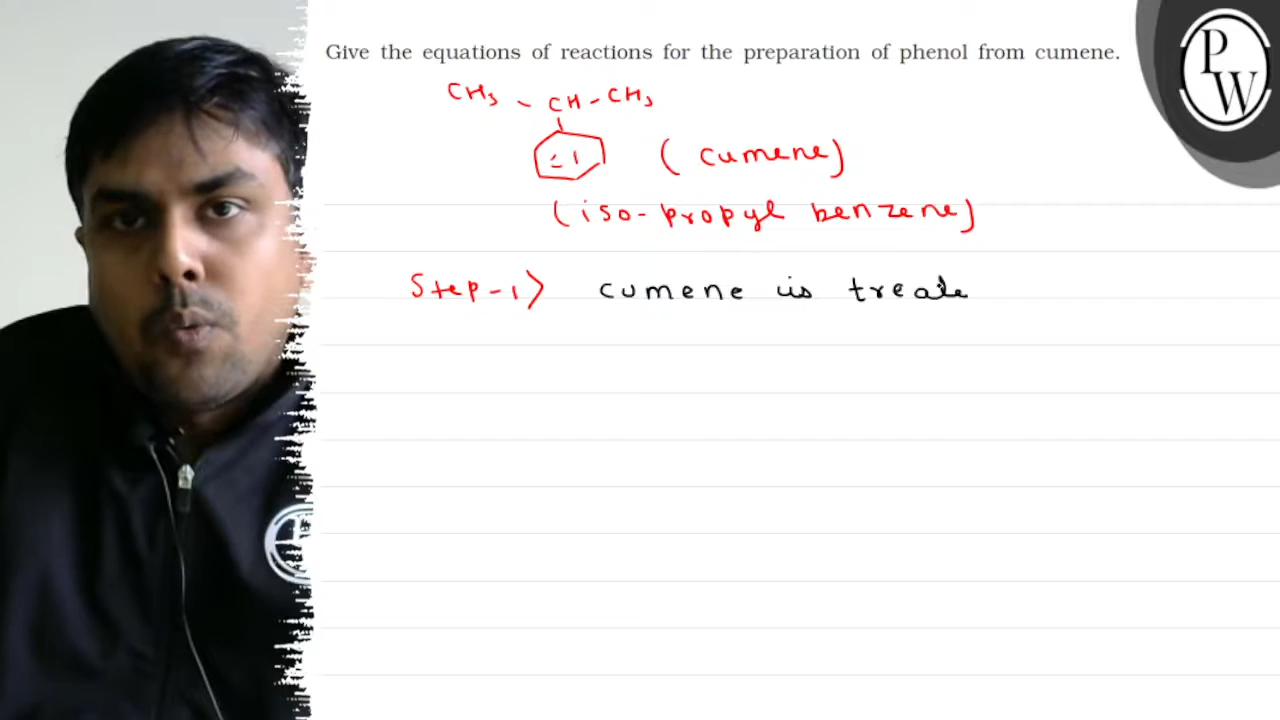 Give the equations of reactions for the preparation of phenol from cumene.
P
W
CH3 - CH - CH3
(cumene)
(iso-propyl benzene)
Step-1> cumene is treate